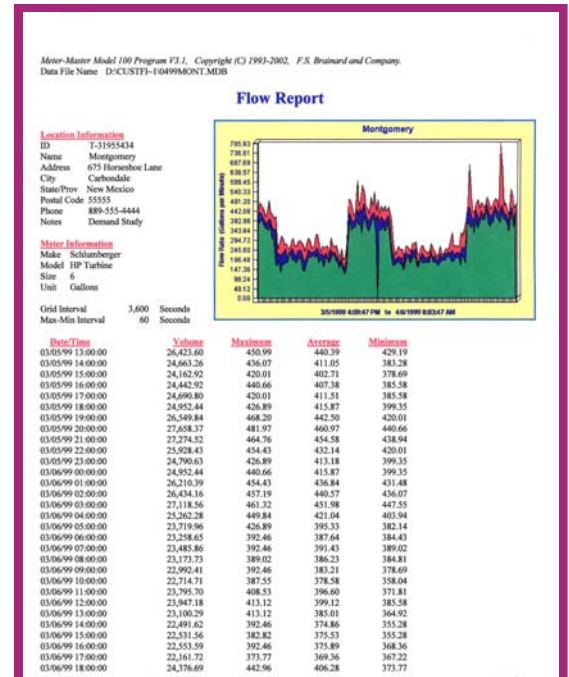 Meter-Master Model 100 Program V3.1, Copyright (C) 1993-2002, F.S. Brainard and Company.
Data File Name D:\CUSTFI~1\0499MONT.MDB
Flow Report
Location Information
ID T-31955434
Name Montgomery
Address 675 Horseshoe Lane
City Carbondale
State/Prov New Mexico
Postal Code 55555
Phone 889-555-4444
Notes Demand Study
Meter Information
Make Schlumberger
Model HP Turbine
Size 6
Unit Gallons
Grid Interval 3,600 Seconds
Max-Min Interval 60 Seconds
Montgomery
Flow Rate (Gallons per Minute)
638.57
540.33
491.20
442.08
294.72
196.48
147.36
98.24
49.12
0.00
3/5/1999 4:09:47 PM to 4/6/1999 8:03:47 AM
Date/Time Volume Maximum Average Minimum
03/05/99 13:00:00 26,423.60 450.99 440.39 429.19
03/05/99 14:00:00 24,663.26 436.07 411.05 383.28
03/05/99 15:00:00 24,162.92 420.01 402.71 378.69
03/05/99 16:00:00 24,442.92 440.66 407.38 385.58
03/05/99 17:00:00 24,690.80 420.01 411.51 385.58
03/05/99 18:00:00 24,952.44 426.89 415.87 399.35
03/05/99 19:00:00 26,549.84 468.20 442.50 420.01
03/05/99 20:00:00 27,658.37 481.97 460.97 440.66
03/05/99 21:00:00 27,274.52 464.76 454.58 438.94
03/05/99 22:00:00 25,928.43 454.43 432.14 420.01
03/05/99 23:00:00 24,790.63 426.89 413.18 399.35
03/06/99 00:00:00 24,952.44 440.66 415.87 399.35
03/06/99 01:00:00 26,210.39 454.43 436.84 431.48
03/06/99 02:00:00 26,434.16 457.19 440.57 436.07
03/06/99 03:00:00 27,118.56 461.32 451.98 447.55
03/06/99 04:00:00 25,262.28 449.84 421.04 403.94
03/06/99 05:00:00 23,719.96 426.89 395.33 382.14
03/06/99 06:00:00 23,258.65 392.46 387.64 384.43
03/06/99 07:00:00 23,485.86 392.46 391.43 389.02
03/06/99 08:00:00 23,173.73 389.02 386.23 384.81
03/06/99 09:00:00 22,992.41 392.46 383.21 378.69
03/06/99 10:00:00 22,714.71 387.55 378.58 358.04
03/06/99 11:00:00 23,795.70 408.53 396.60 371.81
03/06/99 12:00:00 23,947.18 413.12 399.12 385.58
03/06/99 13:00:00 23,100.29 413.12 385.01 364.92
03/06/99 14:00:00 22,491.62 392.46 374.86 355.28
03/06/99 15:00:00 22,531.56 382.82 375.53 355.28
03/06/99 16:00:00 22,553.59 392.46 375.89 368.36
03/06/99 17:00:00 22,161.72 373.77 369.36 367.22
03/06/99 18:00:00 24,376.69 442.96 406.28 373.77